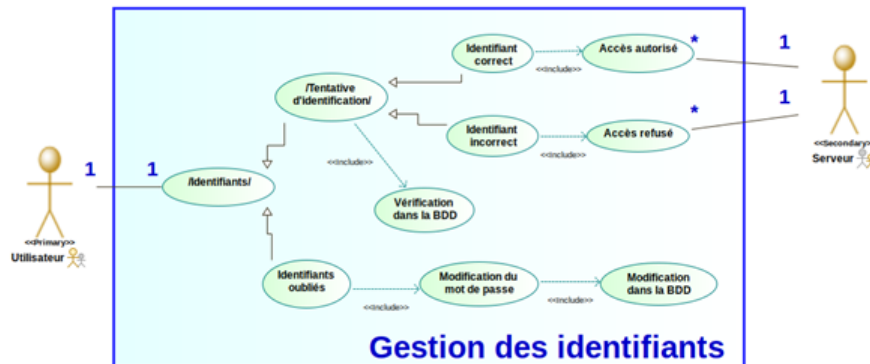 Identifiant
correct
<<Include>>
Accès autorisé
*
1
/Tentative
d'identification/
Identifiant
incorrect
<<Include>>
Accès refusé
*
1
<<Secondary>>
Serveur
<<Include>>
1
1
/Identifiants/
Vérification
dans la BDD
<<Primary>>
Utilisateur
Identifiants
oubliés
<<Include>>
Modification du
mot de passe
<<Include>>
Modification
dans la BDD
Gestion des identifiants